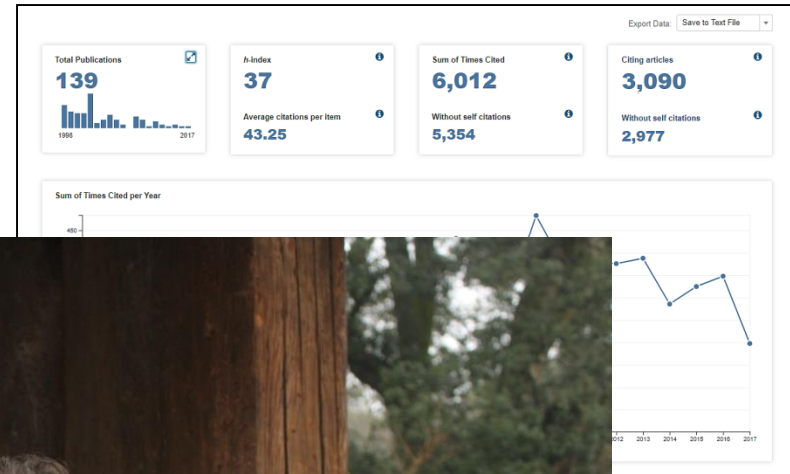 Export Data: Save to Text File
Total Publications
139
1998 2017
h-index
37
Average citations per item
43.25
Sum of Times Cited
6,012
Without self citations
5,354
Citing articles
3,090
Without self citations
2,977
Sum of Times Cited per Year
450
2012 2013 2014 2015 2016 2017